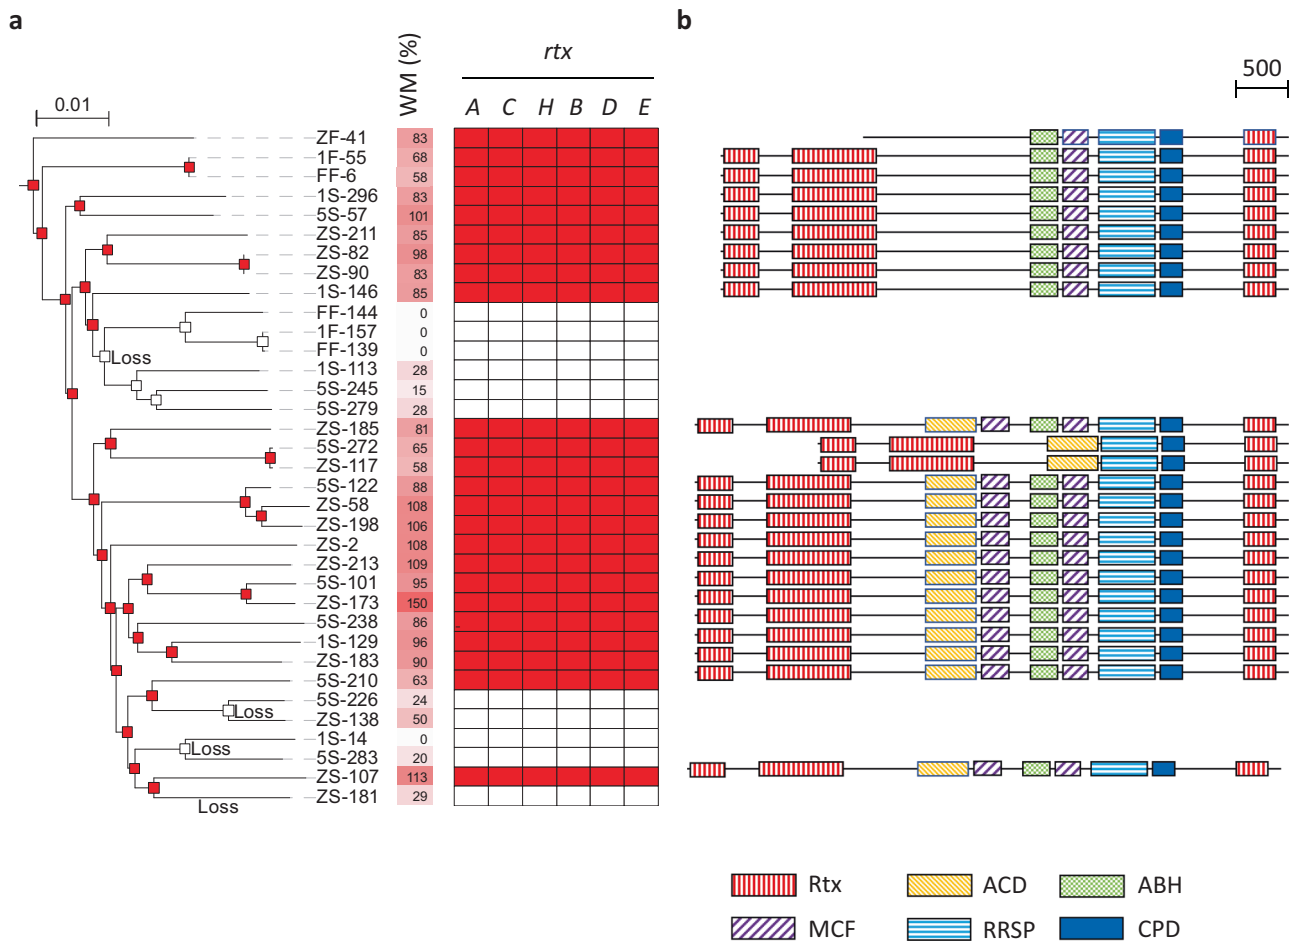 a
b
WM (%)
rtx
500
0.01
A C H B D E
ZF-41 83
1F-55 68
FF-6 58
1S-296 83
5S-57 101
ZS-211 85
ZS-82 98
ZS-90 83
1S-146 85
FF-144 0
1F-157 0
FF-139 0
Loss
1S-113 28
5S-245 15
5S-279 28
ZS-185 81
5S-272 65
ZS-117 58
5S-122 88
ZS-58 108
ZS-198 106
ZS-2 108
ZS-213 109
5S-101 95
ZS-173 150
5S-238 86
1S-129 96
ZS-183 90
5S-210 63
5S-226 24
Loss
ZS-138 50
1S-14 0
Loss
5S-283 20
ZS-107 113
ZS-181 29
Loss
Rtx ACD ABH
MCF RRSP CPD